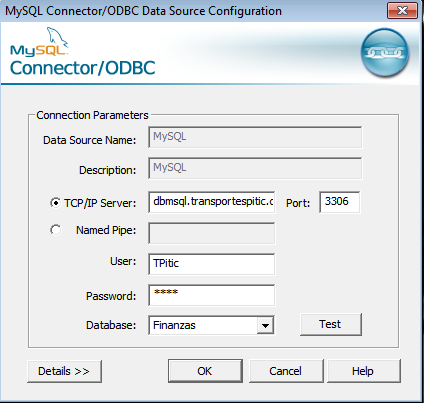 MySQL Connector/ODBC Data Source Configuration
MySQL
Connector/ODBC
Connection Parameters
Data Source Name: MySQL
Description: MySQL
TCP/IP Server: dbmsql.transportespitic.c Port: 3306
Named Pipe:
User: TPitic
Password: ****
Database: Finanzas Test
Details >> OK Cancel Help